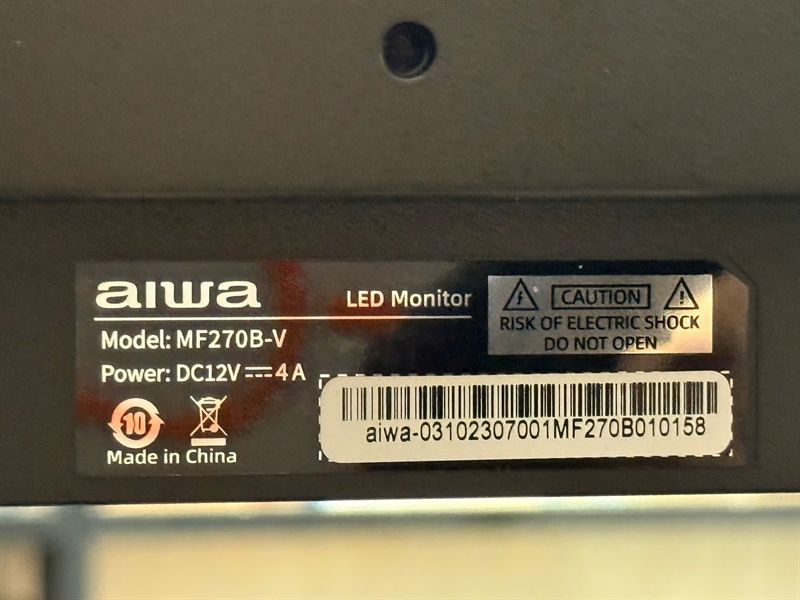 aiwa
LED Monitor
Model: MF270B-V
Power: DC12V⎓4A
10
Made in China
CAUTION
RISK OF ELECTRIC SHOCK
DO NOT OPEN
aiwa-03102307001MF270B010158